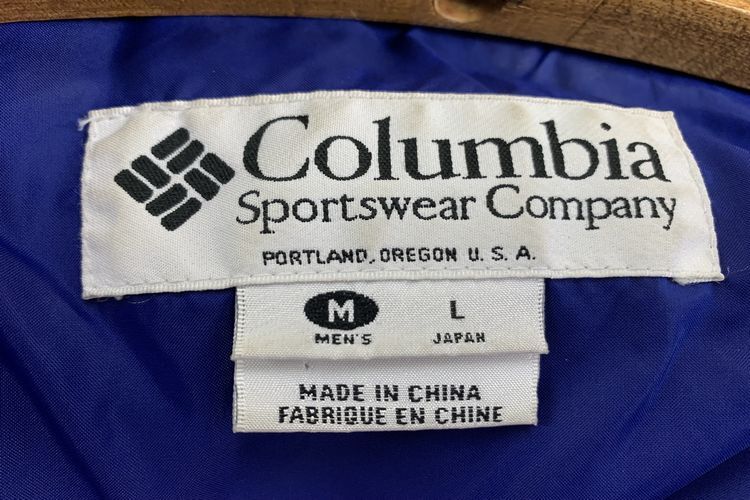 Columbia
Sportswear Company
PORTLAND, OREGON U. S. A.
M L
MEN'S JAPAN
MADE IN CHINA
FABRIQUE EN CHINE